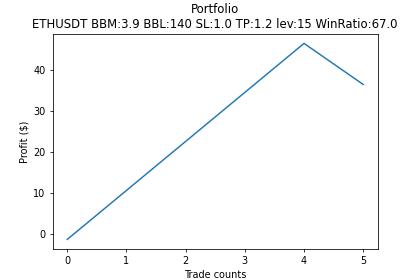 Portfolio
ETHUSDT BBM:3.9 BBL:140 SL:1.0 TP:1.2 lev:15 WinRatio:67.0
40
30
20
10
0
Profit ($)
0 1 2 3 4 5
Trade counts